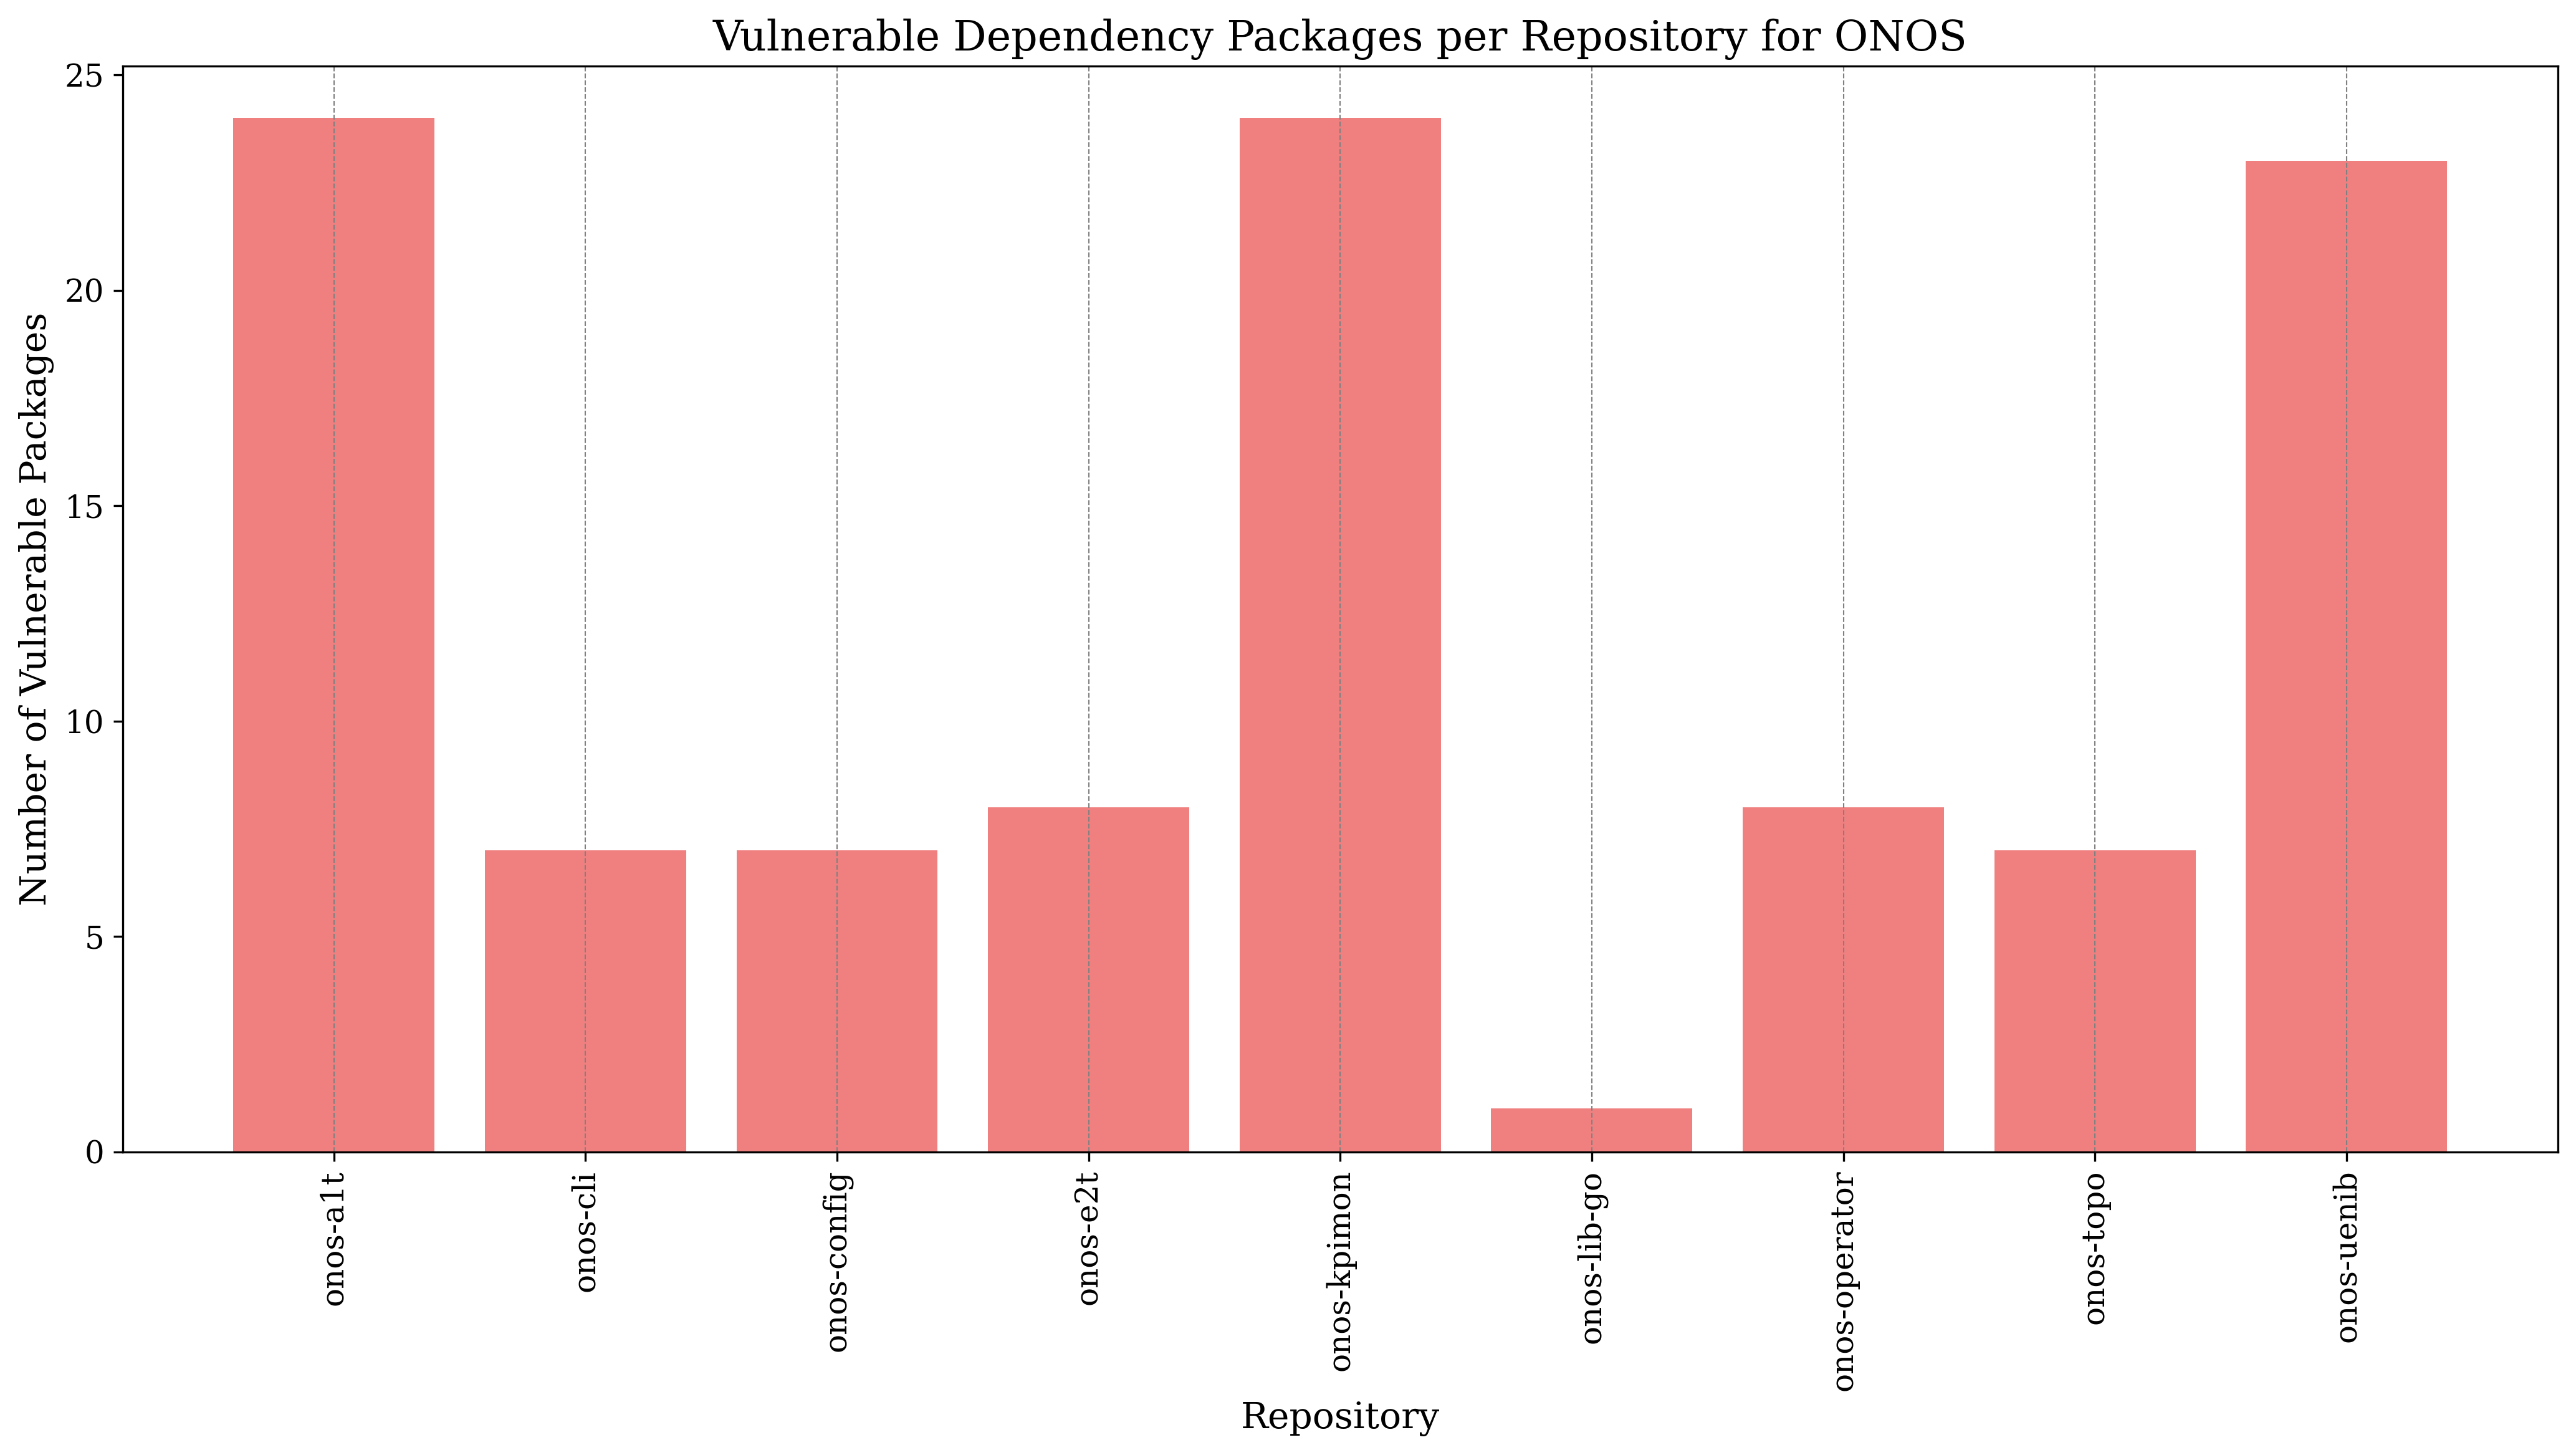 Vulnerable Dependency Packages per Repository for ONOS
Number of Vulnerable Packages
25
20
15
10
5
0
onos-a1t
onos-cli
onos-config
onos-e2t
onos-kpimon
onos-lib-go
onos-operator
onos-topo
onos-uenib
Repository